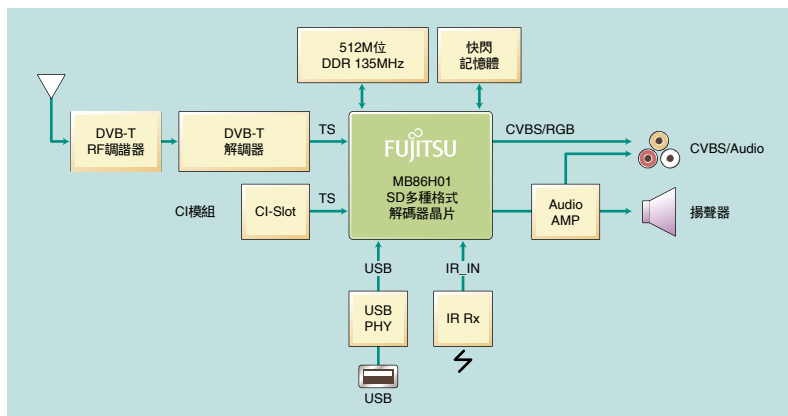 512M位
DDR 135MHz
快閃
記憶體
DVB-T
RF調諧器
DVB-T
解調器
TS
FUJITSU
MB86H01
SD多種格式
解碼器晶片
CVBS/RGB
CVBS/Audio
CI模組
CI-Slot
TS
Audio
AMP
揚聲器
USB
IR_IN
USB
PHY
IR Rx
USB